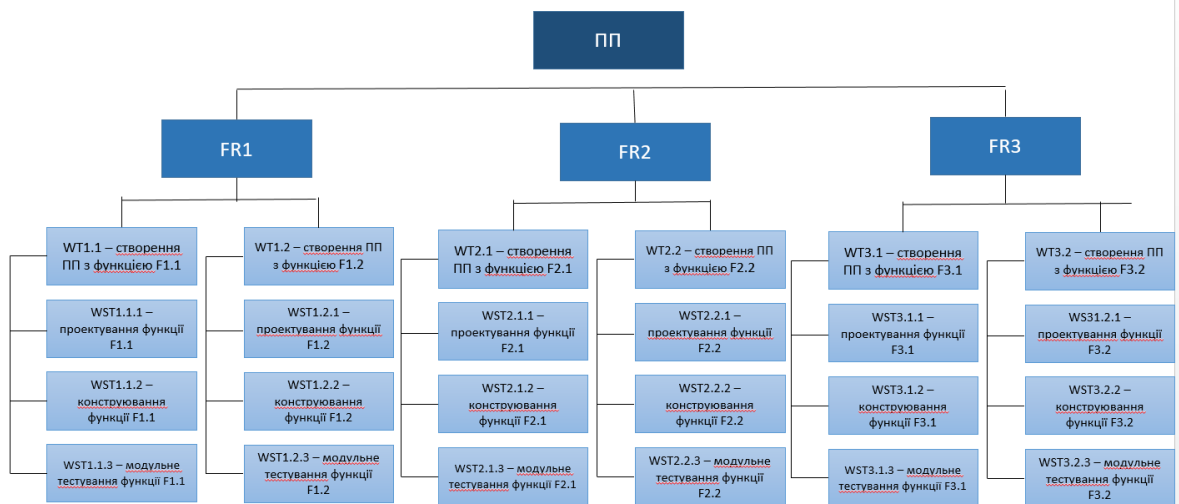 ПП
FR1
FR2
FR3
WT1.1 – створення
ПП з функцією F1.1
WST1.1.1 –
проектування функції
F1.1
WST1.1.2 –
конструювання
функції F1.1
WST1.1.3 – модульне
тестування функції F1.1
WT1.2 – створення ПП
з функцією F1.2
WST1.2.1 –
проектування функції
F1.2
WST1.2.2 –
конструювання
функції F1.2
WST1.2.3 – модульне
тестування функції
F1.2
WT2.1 – створення
ПП з функцією F2.1
WST2.1.1 –
проектування функції
F2.1
WST2.1.2 –
конструювання
функції F2.1
WST2.1.3 – модульне
тестування функції F2.1
WT2.2 – створення ПП
з функцією F2.2
WST2.2.1 –
проектування функції
F2.2
WST2.2.2 –
конструювання
функції F2.2
WST2.2.3 – модульне
тестування функції
F2.2
WT3.1 – створення
ПП з функцією F3.1
WST3.1.1 –
проектування функції
F3.1
WST3.1.2 –
конструювання функції
F3.1
WST3.1.3 – модульне
тестування функції F3.1
WT3.2 – створення ПП
з функцією F3.2
WS31.2.1 –
проектування функції
F3.2
WST3.2.2 –
конструювання функції
F3.2
WST3.2.3 – модульне
тестування функції
F3.2